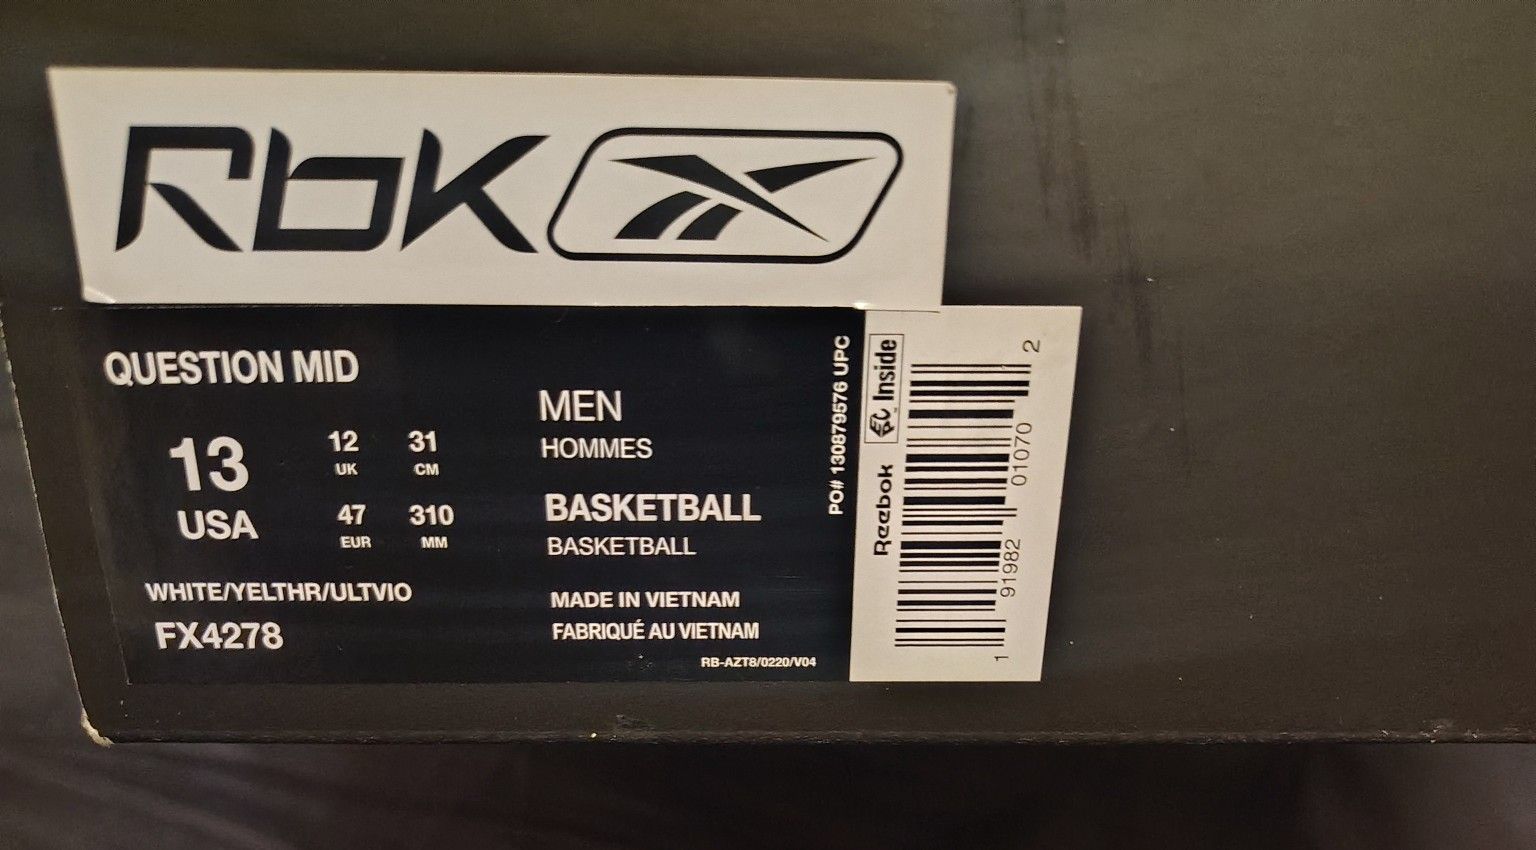 Rbk
QUESTION MID
13
USA
12
UK
31
CM
47
EUR
310
MM
WHITE/YELTHR/ULTVIO
FX4278
MEN
HOMMES
BASKETBALL
BASKETBALL
MADE IN VIETNAM
FABRIQUÉ AU VIETNAM
RB-AZT8/0220/V04
PO# 130879576 UPC
Reebok EcoPure Inside
1 91982 01070 2